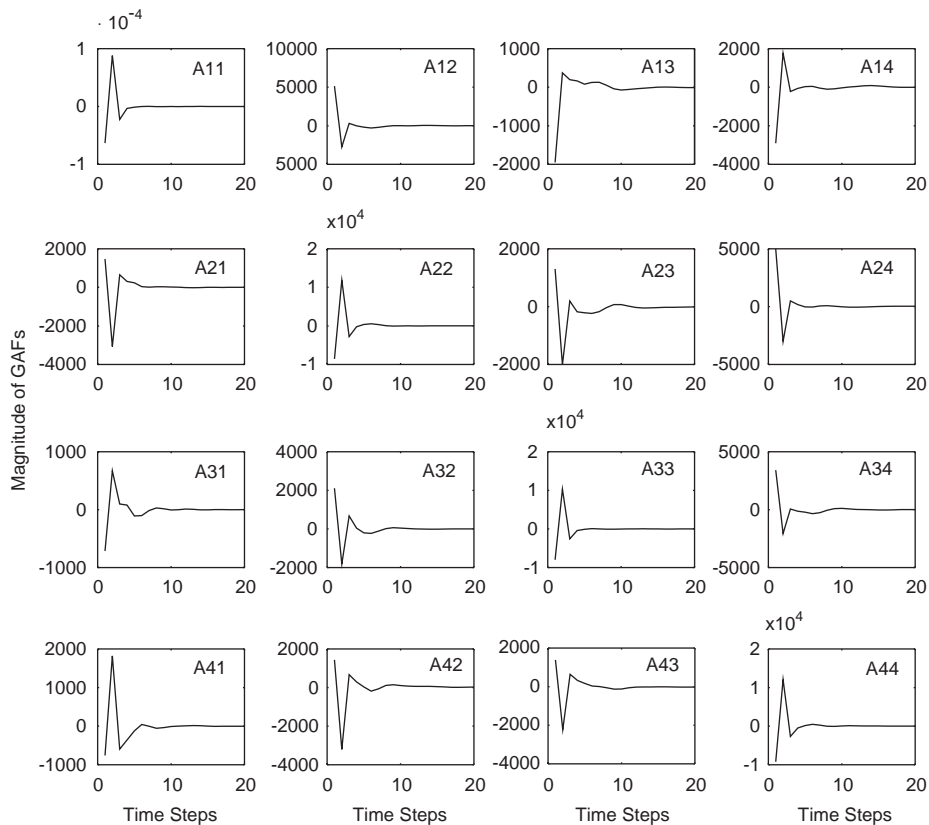 · 10^-4
1 0 -1 A11 0 10 20
10000 5000 0 5000 A12 0 10 20
1000 0 -1000 -2000 A13 0 10 20
2000 0 -2000 -4000 A14 0 10 20
x10^4
2000 0 -2000 -4000 A21 0 10 20
2 1 0 -1 A22 0 10 20
2000 0 -2000 A23 0 10 20
5000 0 -5000 A24 0 10 20
Magnitude of GAFs
x10^4
1000 0 -1000 A31 0 10 20
4000 2000 0 -2000 A32 0 10 20
2 1 0 -1 A33 0 10 20
5000 0 -5000 A34 0 10 20
x10^4
2000 1000 0 -1000 A41 0 10 20
2000 0 -2000 -4000 A42 0 10 20
2000 0 -2000 -4000 A43 0 10 20
2 1 0 -1 A44 0 10 20
Time Steps Time Steps Time Steps Time Steps